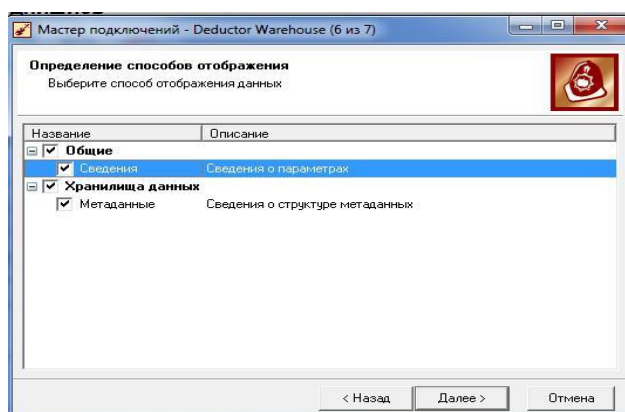 Мастер подключений - Deductor Warehouse (6 из 7)
Определение способов отображения
Выберите способ отображения данных
Название Описание
Общие
Сведения Сведения о параметрах
Хранилища данных
Метаданные Сведения о структуре метаданных
< Назад Далее > Отмена